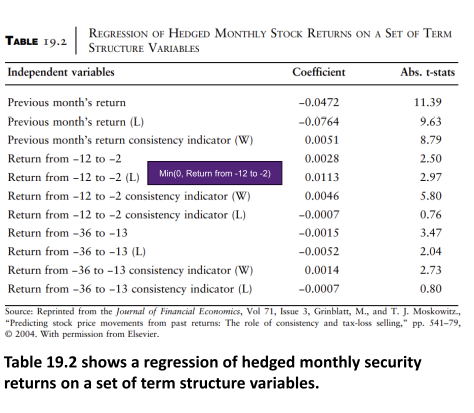 TABLE 19.2
REGRESSION OF HEDGED MONTHLY STOCK RETURNS ON A SET OF TERM
STRUCTURE VARIABLES
Independent variables Coefficient Abs. t-stats
Previous month's return −0.0472 11.39
Previous month's return (L) −0.0764 9.63
Previous month's return consistency indicator (W) 0.0051 8.79
Return from −12 to −2 0.0028 2.50
Return from −12 to −2 (L) Min(0, Return from -12 to -2) 0.0113 2.97
Return from −12 to −2 consistency indicator (W) 0.0046 5.80
Return from −12 to −2 consistency indicator (L) −0.0007 0.76
Return from −36 to −13 −0.0015 3.47
Return from −36 to −13 (L) −0.0052 2.04
Return from −36 to −13 consistency indicator (W) 0.0014 2.73
Return from −36 to −13 consistency indicator (L) −0.0007 0.80
Source: Reprinted from the Journal of Financial Economics, Vol 71, Issue 3, Grinblatt, M., and T. J. Moskowitz.,
“Predicting stock price movements from past returns: The role of consistency and tax-loss selling,” pp. 541–79,
© 2004. With permission from Elsevier.
Table 19.2 shows a regression of hedged monthly security
returns on a set of term structure variables.